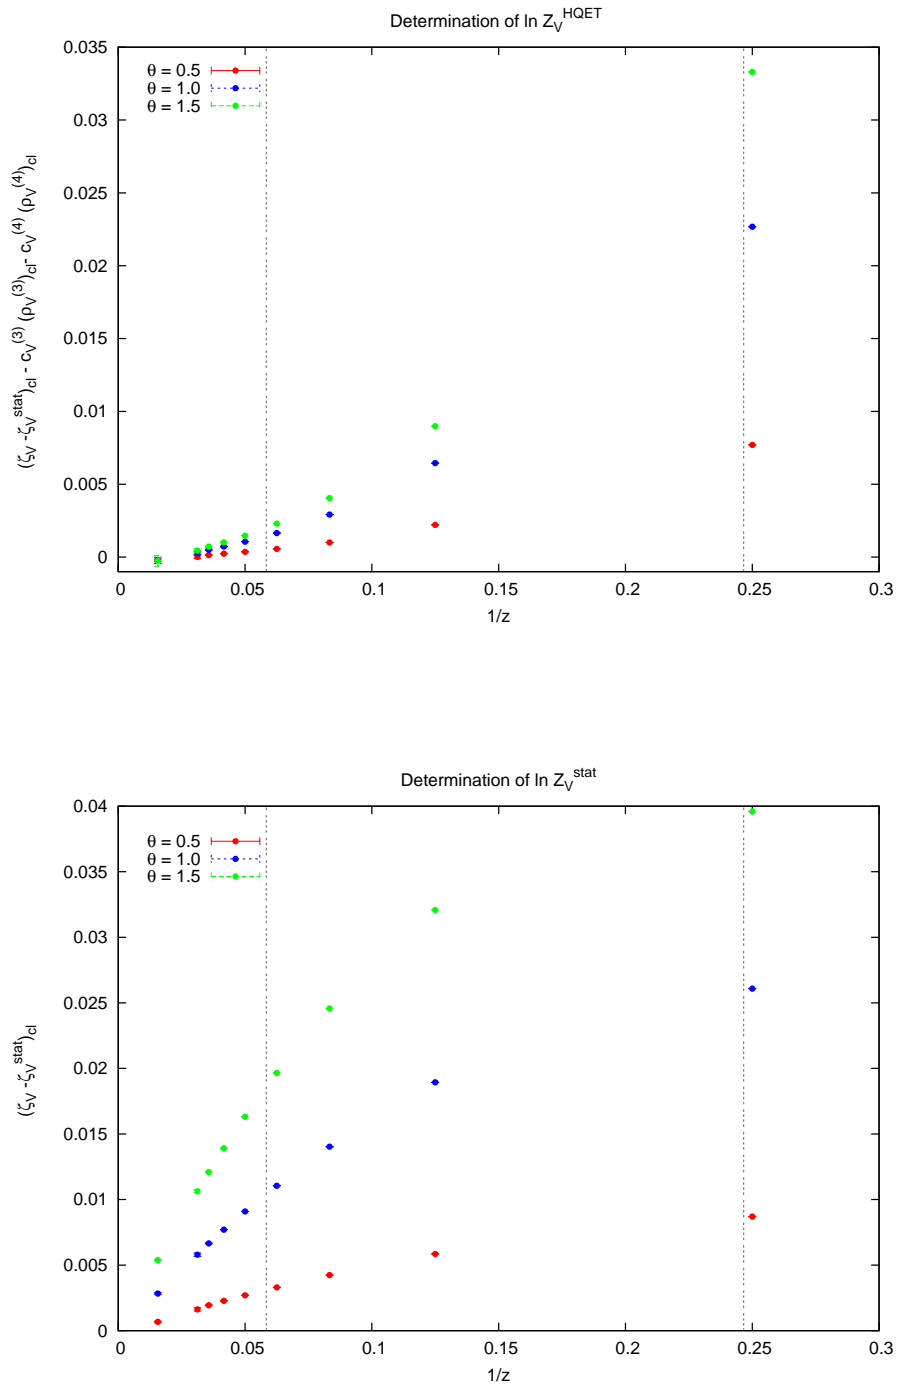 Determination of ln Z_V^HQET
0.035
0.03
0.025
0.02
0.015
0.01
0.005
0
θ = 0.5
θ = 1.0
θ = 1.5
(ζ_V -ζ_V^stat)_cl - c_V^(3) (ρ_V^(3))_cl- c_V^(4) (ρ_V^(4))_cl
0 0.05 0.1 0.15 0.2 0.25 0.3
1/z
Determination of ln Z_V^stat
0.04
0.035
0.03
0.025
0.02
0.015
0.01
0.005
0
θ = 0.5
θ = 1.0
θ = 1.5
(ζ_V -ζ_V^stat)_cl
0 0.05 0.1 0.15 0.2 0.25 0.3
1/z